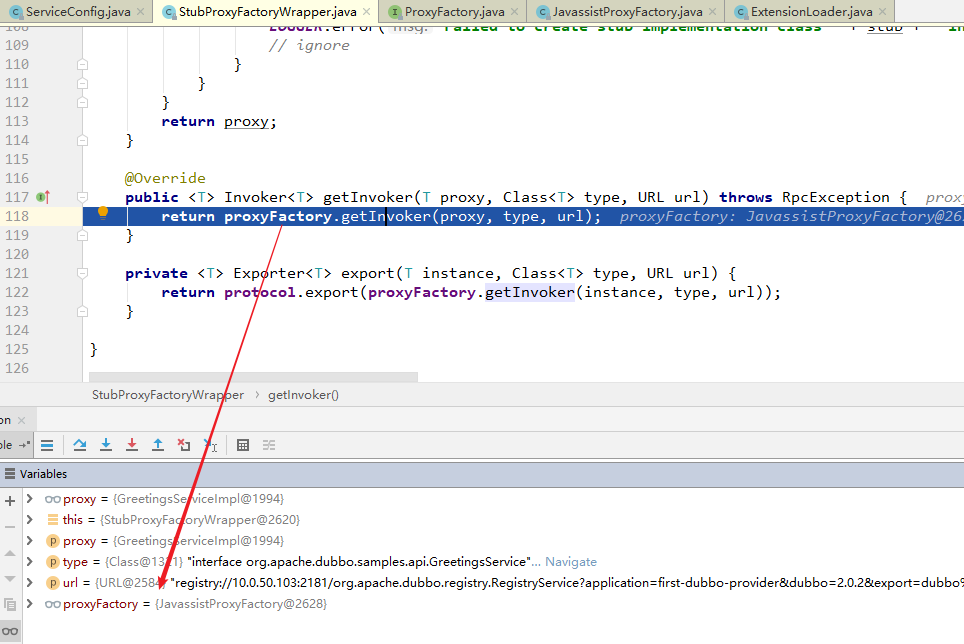 ServiceConfig.java StubProxyFactoryWrapper.java ProxyFactory.java JavassistProxyFactory.java ExtensionLoader.java
108 LOGGER.error( msg: "Failed to create stub implementation class " + stub + " in
109 // ignore
110 }
111 }
112 }
113 return proxy;
114 }
115
116 @Override
117 public <T> Invoker<T> getInvoker(T proxy, Class<T> type, URL url) throws RpcException { proxy
118 return proxyFactory.getInvoker(proxy, type, url); proxyFactory: JavassistProxyFactory@262
119 }
120
121 private <T> Exporter<T> export(T instance, Class<T> type, URL url) {
122 return protocol.export(proxyFactory.getInvoker(instance, type, url));
123 }
124
125 }
126
StubProxyFactoryWrapper › getInvoker()
on
ole
Variables
proxy = {GreetingsServiceImpl@1994}
this = {StubProxyFactoryWrapper@2620}
proxy = {GreetingsServiceImpl@1994}
type = {Class@1321} "interface org.apache.dubbo.samples.api.GreetingsService"... Navigate
url = {URL@2584} "registry://10.0.50.103:2181/org.apache.dubbo.registry.RegistryService?application=first-dubbo-provider&dubbo=2.0.2&export=dubbo%
proxyFactory = {JavassistProxyFactory@2628}